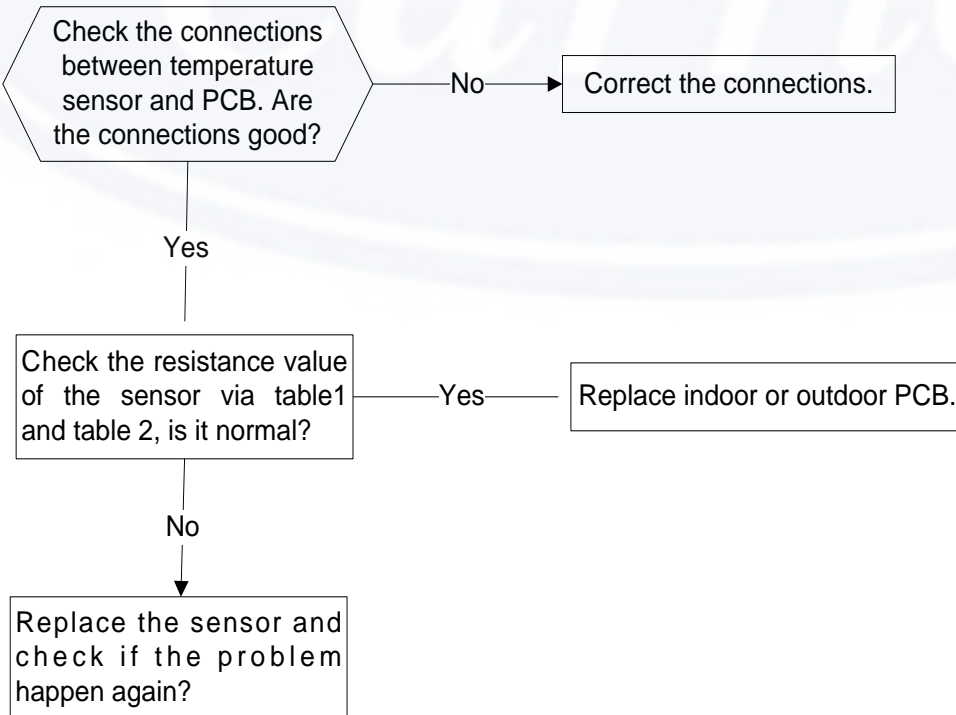 Check the connections
between temperature
sensor and PCB. Are
the connections good?
No
Correct the connections.
Yes
Check the resistance value
of the sensor via table1
and table 2, is it normal?
Yes
Replace indoor or outdoor PCB.
No
Replace the sensor and
check if the problem
happen again?